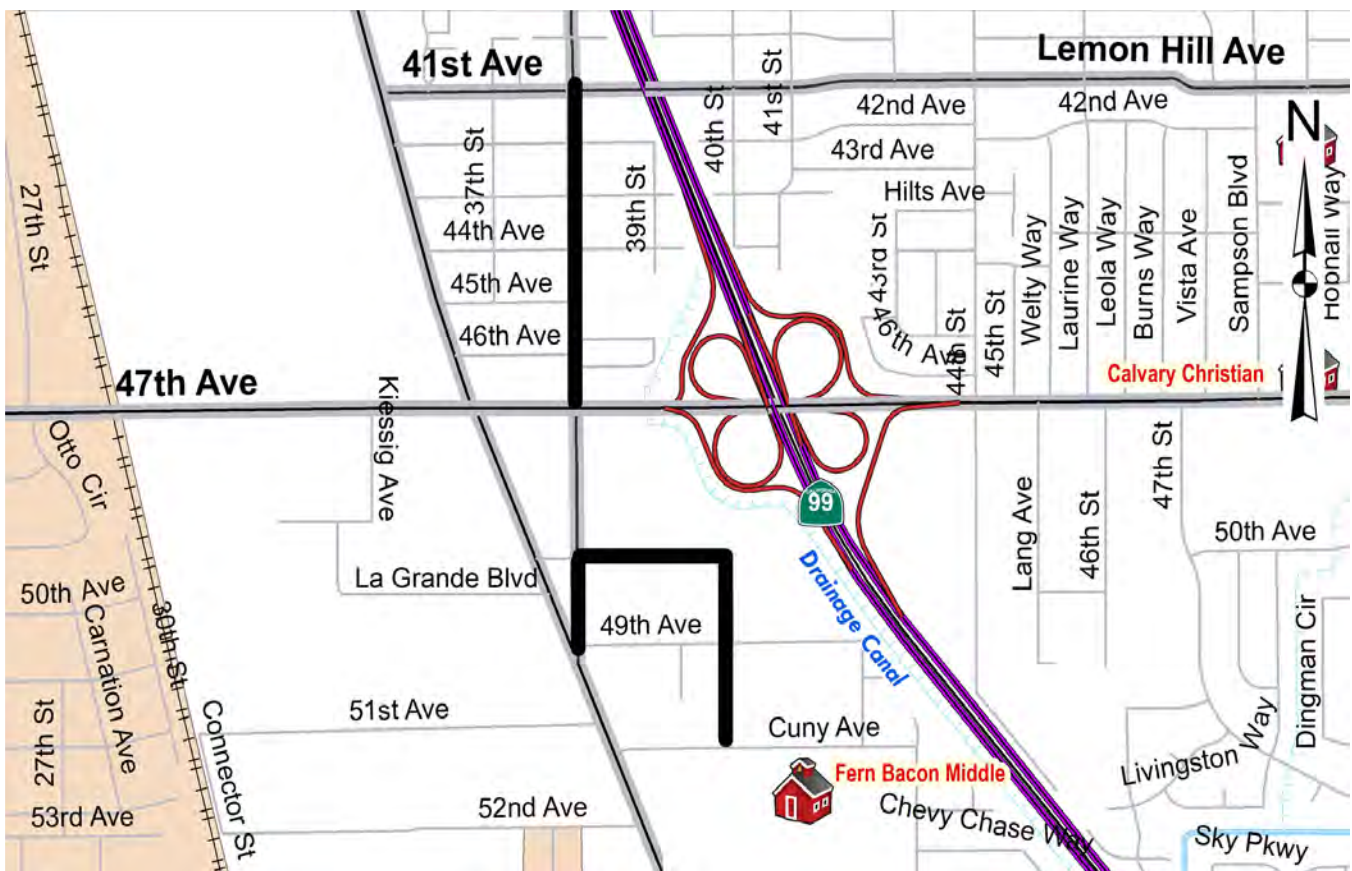 41st Ave
Lemon Hill Ave
42nd Ave
42nd Ave
40th St
41st St
43rd Ave
N
37th St
39th St
Hilts Ave
27th St
44th Ave
45th Ave
46th Ave
43rd St
46th Ave
44th St
45th St
Welty Way
Laurine Way
Leola Way
Burns Way
Vista Ave
Sampson Blvd
Hobnail Way
47th Ave
Calvary Christian
Kiessig Ave
Otto Cir
99
Lang Ave
46th St
47th St
50th Ave
La Grande Blvd
Drainage Canal
50th Ave
Carnation Ave
30th St
49th Ave
Dingman Cir
27th St
Connector St
51st Ave
Cuny Ave
Livingston Way
Fern Bacon Middle
53rd Ave
52nd Ave
Chevy Chase Way
Sky Pkwy